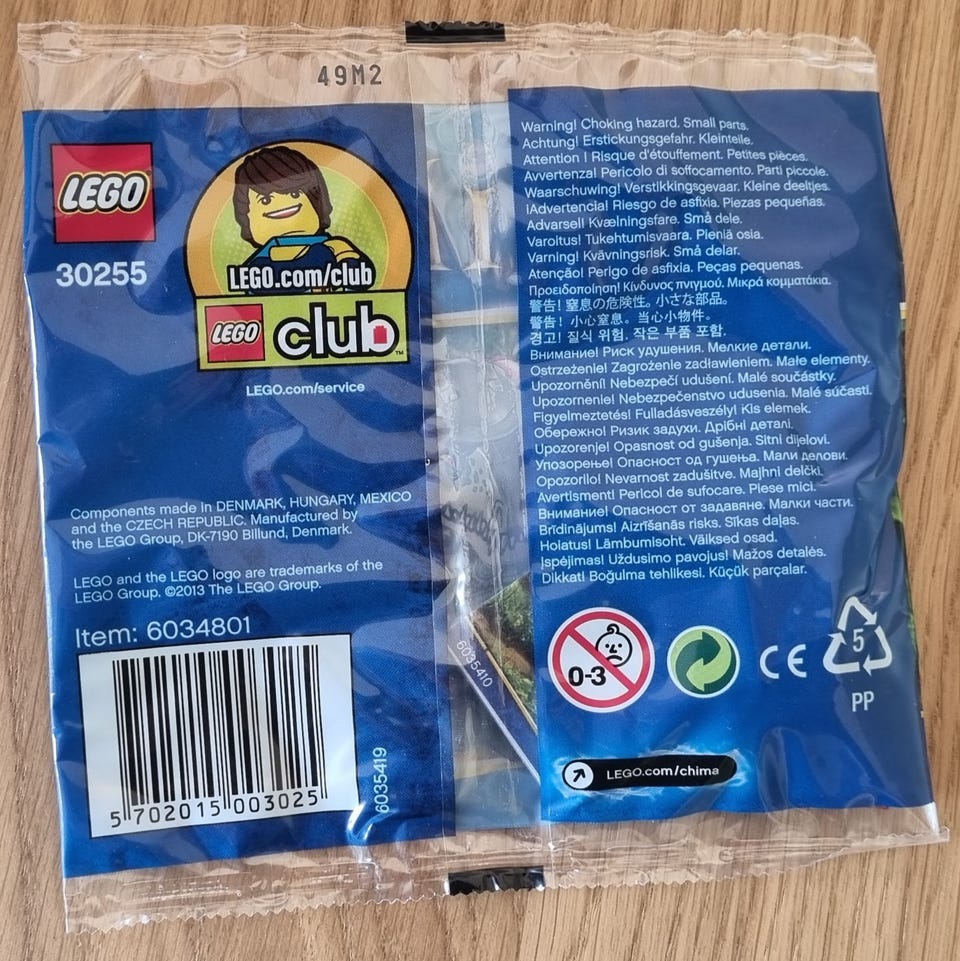 49M2
LEGO
30255
LEGO.com/club
LEGO club™
LEGO.com/service
Components made in DENMARK, HUNGARY, MEXICO
and the CZECH REPUBLIC. Manufactured by
the LEGO Group, DK-7190 Billund, Denmark.
LEGO and the LEGO logo are trademarks of the
LEGO Group. ©2013 The LEGO Group.
Item: 6034801
5 702015 003025
6035419
6035410
Warning! Choking hazard. Small parts.
Achtung! Erstickungsgefahr. Kleinteile.
Attention ! Risque d'étouffement. Petites pièces.
Avvertenza! Pericolo di soffocamento. Parti piccole.
Waarschuwing! Verstikkingsgevaar. Kleine deeltjes.
¡Advertencia! Riesgo de asfixia. Piezas pequeñas.
Advarsel! Kvælningsfare. Små dele.
Varoitus! Tukehtumisvaara. Pieniä osia.
Varning! Kvävningsrisk. Små delar.
Atenção! Perigo de asfixia. Peças pequenas.
Προειδοποίηση! Κίνδυνος πνιγμού. Μικρά κομματάκια.
警告! 窒息の危険性。小さな部品。
警告! 小心窒息。当心小物件。
경고! 질식 위험. 작은 부품 포함.
Внимание! Риск удушения. Мелкие детали.
Ostrzeżenie! Zagrożenie zadławieniem. Małe elementy.
Upozornění! Nebezpečí udušení. Malé součástky.
Upozornenie! Nebezpečenstvo udusenia. Malé súčasti.
Figyelmeztetés! Fulladásveszély! Kis elemek.
Обережно! Ризик задухи. Дрібні деталі.
Upozorenje! Opasnost od gušenja. Sitni dijelovi.
Упозорење! Опасност од гушења. Мали делови.
Opozorilo! Nevarnost zadušitve. Majhni delčki.
Avertisment! Pericol de sufocare. Piese mici.
Внимание! Опасност от задавяне. Малки части.
Brīdinājums! Aizrīšanās risks. Sīkas daļas.
Hoiatus! Lämbumisoht. Väiksed osad.
Įspėjimas! Uždusimo pavojus! Mažos detalės.
Dikkat! Boğulma tehlikesi. Küçük parçalar.
0-3
CE
5
PP
LEGO.com/chima